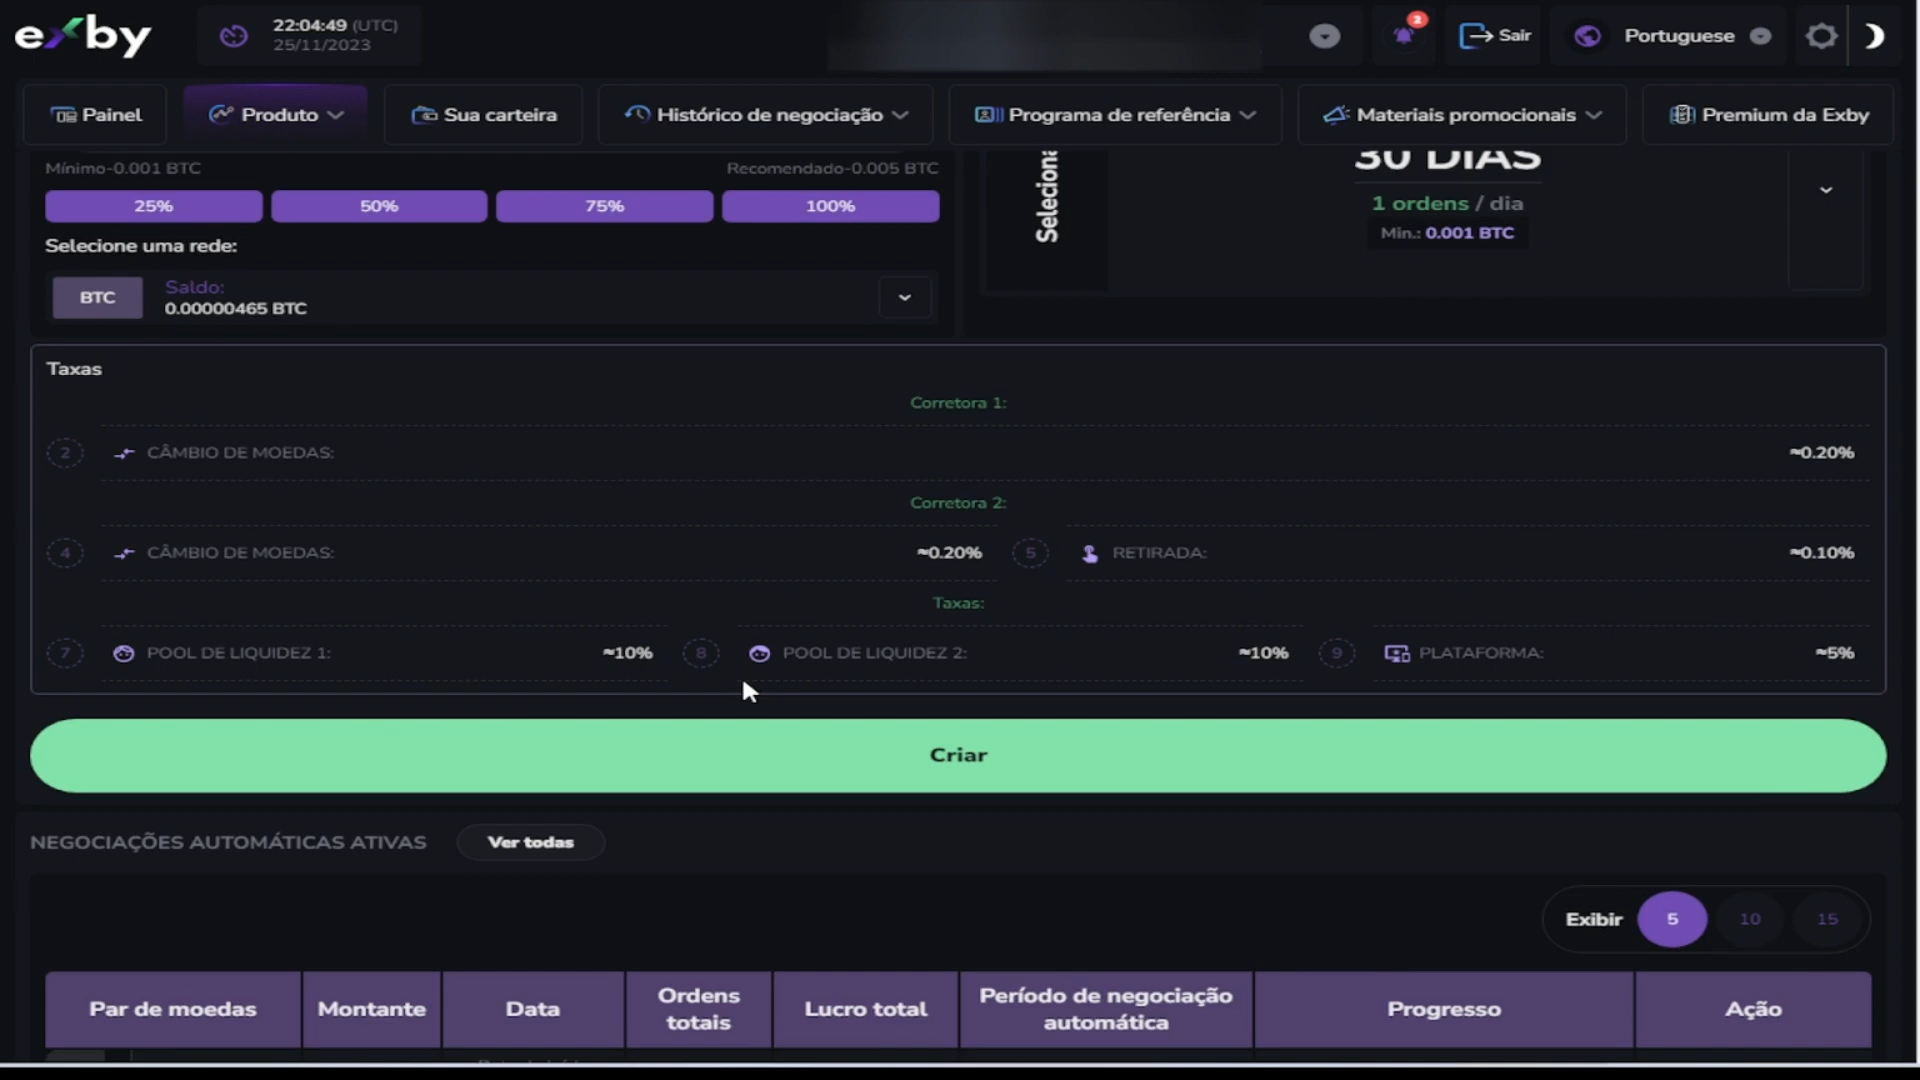 exby
22:04:49 (UTC)
25/11/2023
2
Sair
Portuguese
Painel
Produto
Sua carteira
Histórico de negociação
Programa de referência
Materiais promocionais
Premium da Exby
Mínimo-0.001 BTC
Recomendado-0.005 BTC
25%
50%
75%
100%
Selecione uma rede:
BTC
Saldo:
0.00000465 BTC
Seleciona
30 DIAS
1 ordens / dia
Min.: 0.001 BTC
Taxas
Corretora 1:
2
CÂMBIO DE MOEDAS:
≈0.20%
Corretora 2:
4
CÂMBIO DE MOEDAS:
≈0.20%
5
RETIRADA:
≈0.10%
Taxas:
7
POOL DE LIQUIDEZ 1:
≈10%
8
POOL DE LIQUIDEZ 2:
≈10%
9
PLATAFORMA:
≈5%
Criar
NEGOCIAÇÕES AUTOMÁTICAS ATIVAS
Ver todas
Exibir
5
10
15
Par de moedas
Montante
Data
Ordens
totais
Lucro total
Período de negociação
automática
Progresso
Ação